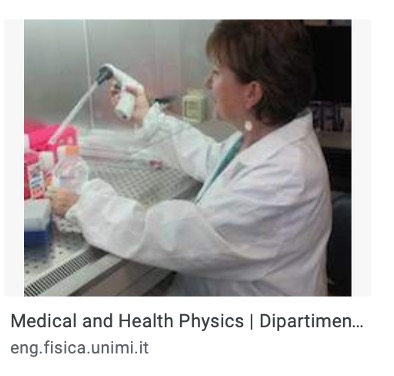 Medical and Health Physics | Dipartimen...
eng.fisica.unimi.it